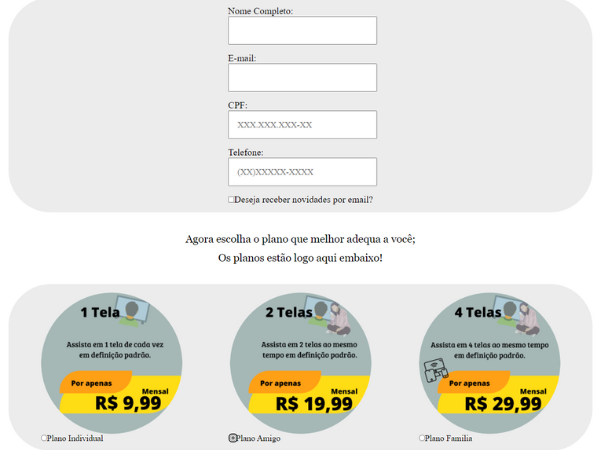 Nome Completo:
E-mail:
CPF:
XXX.XXX.XXX-XX
Telefone:
(XX)XXXXX-XXXX
Deseja receber novidades por email?
Agora escolha o plano que melhor adequa a você;
Os planos estão logo aqui embaixo!
1 Tela
Assista em 1 tela de cada vez
em definição padrão.
Por apenas
Mensal
R$ 9,99
Plano Individual
2 Telas
Assista em 2 telas ao mesmo
tempo em definição padrão.
Por apenas
Mensal
R$ 19,99
Plano Amigo
4 Telas
Assista em 4 telas ao mesmo tempo
em definição padrão.
Por apenas
Mensal
R$ 29,99
Plano Familia